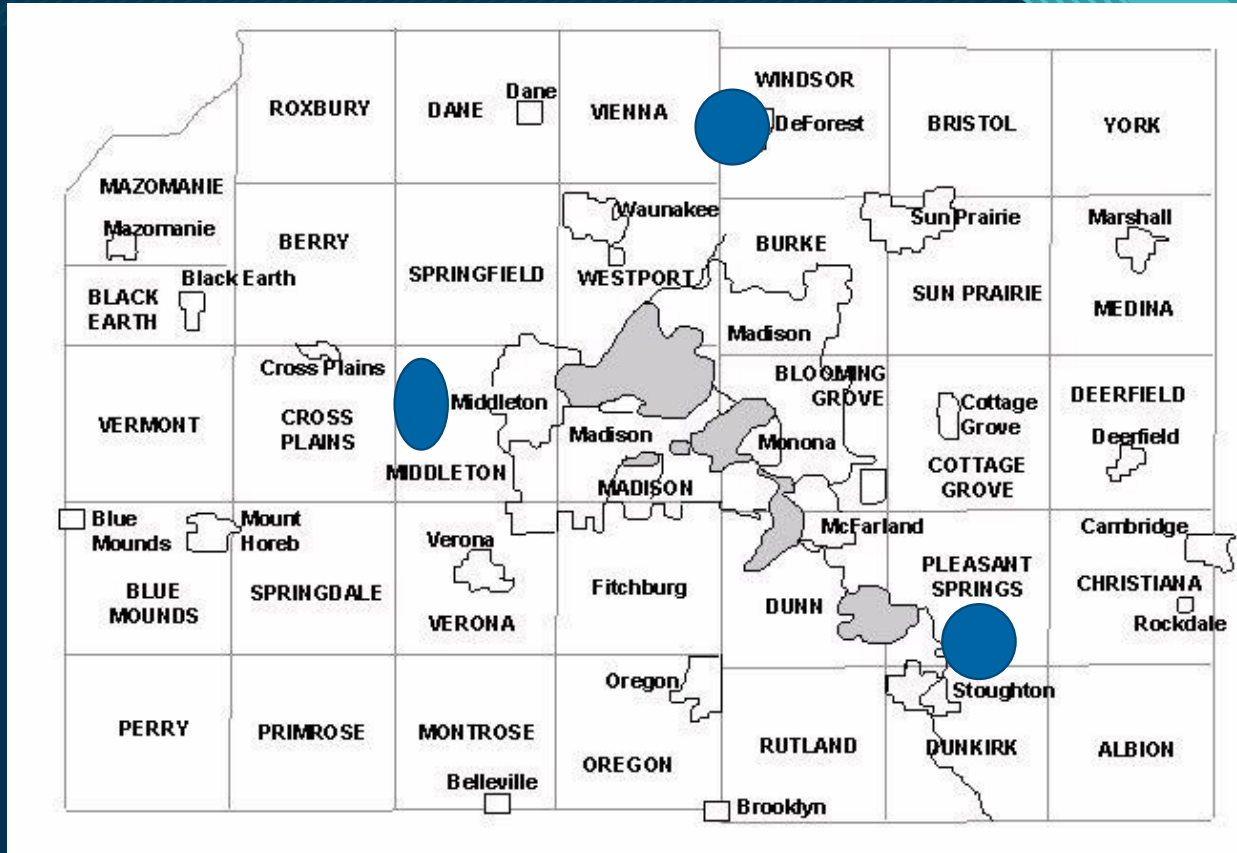 WINDSOR
Dane
ROXBURY
DANE
VIENNA
DeForest
BRISTOL
YORK
MAZOMANIE
Mazomanie
BERRY
Waunakee
Sun Prairie
Marshall
BURKE
Black Earth
SPRINGFIELD
WESTPORT
BLACK
EARTH
SUN PRAIRIE
MEDINA
Madison
Cross Plains
BLOOMING
GROVE
DEERFIELD
VERMONT
CROSS
PLAINS
Middleton
Madison
Monona
Cottage
Grove
Deerfield
MIDDLETON
MADISON
COTTAGE
GROVE
Blue
Mounds
Mount
Horeb
Verona
McFarland
Cambridge
BLUE
MOUNDS
SPRINGDALE
VERONA
Fitchburg
DUNN
PLEASANT
SPRINGS
CHRISTIANA
Rockdale
Oregon
Stoughton
PERRY
PRIMROSE
MONTROSE
OREGON
RUTLAND
DUNKIRK
ALBION
Belleville
Brooklyn